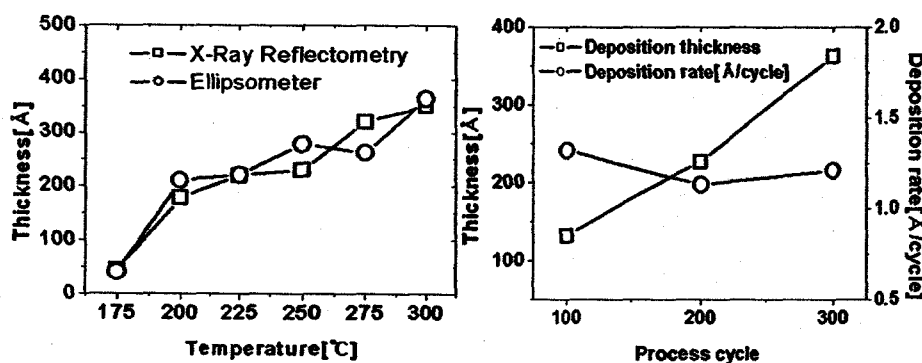 500
400
300
200
100
0
Thickness[Å]
X-Ray Reflectometry
Ellipsometer
175 200 225 250 275 300
Temperature[℃]
400
300
200
100
Thickness[Å]
Deposition thickness
Deposition rate[Å/cycle]
2.0
1.5
1.0
0.5
Deposition rate[Å/cycle]
100 200 300
Process cycle